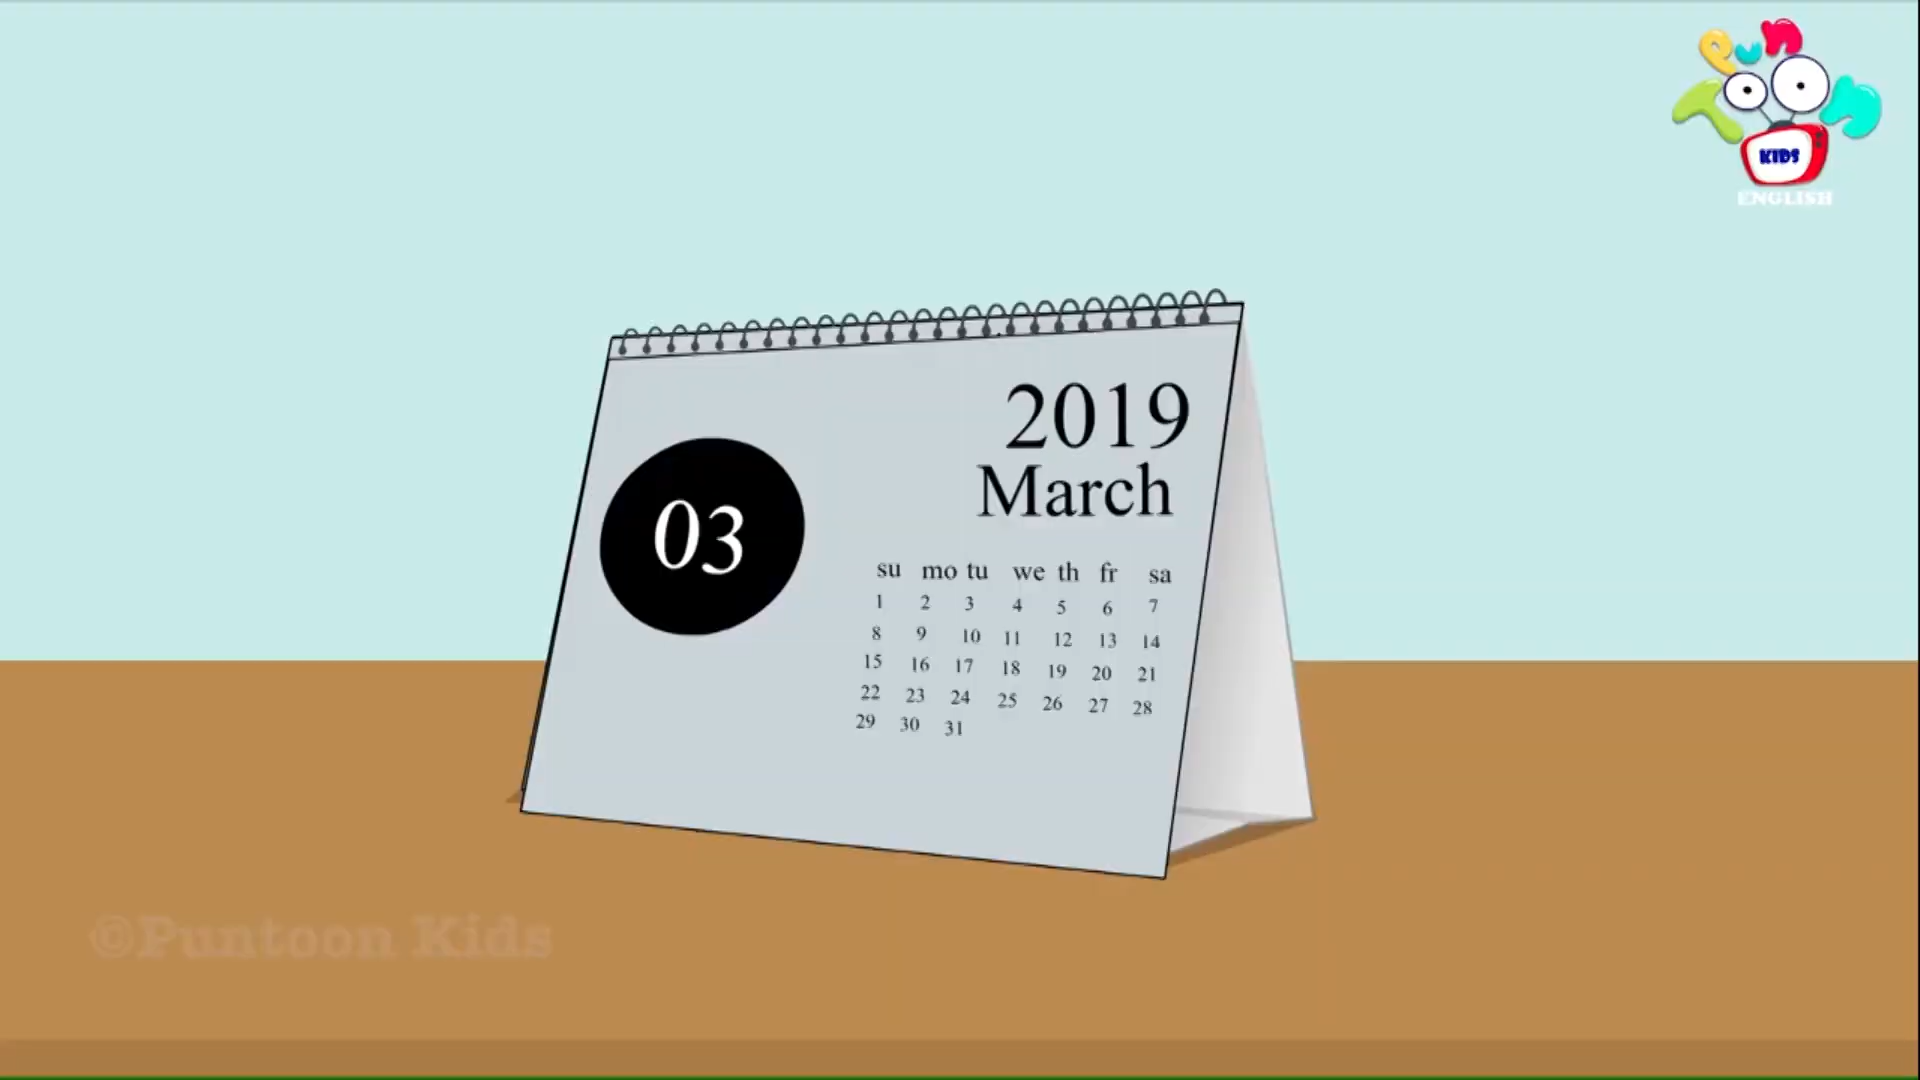 Pun
Toon
KIDS
ENGLISH
2019
March
03
su mo tu we th fr sa
1 2 3 4 5 6 7
8 9 10 11 12 13 14
15 16 17 18 19 20 21
22 23 24 25 26 27 28
29 30 31
©Puntoon Kids